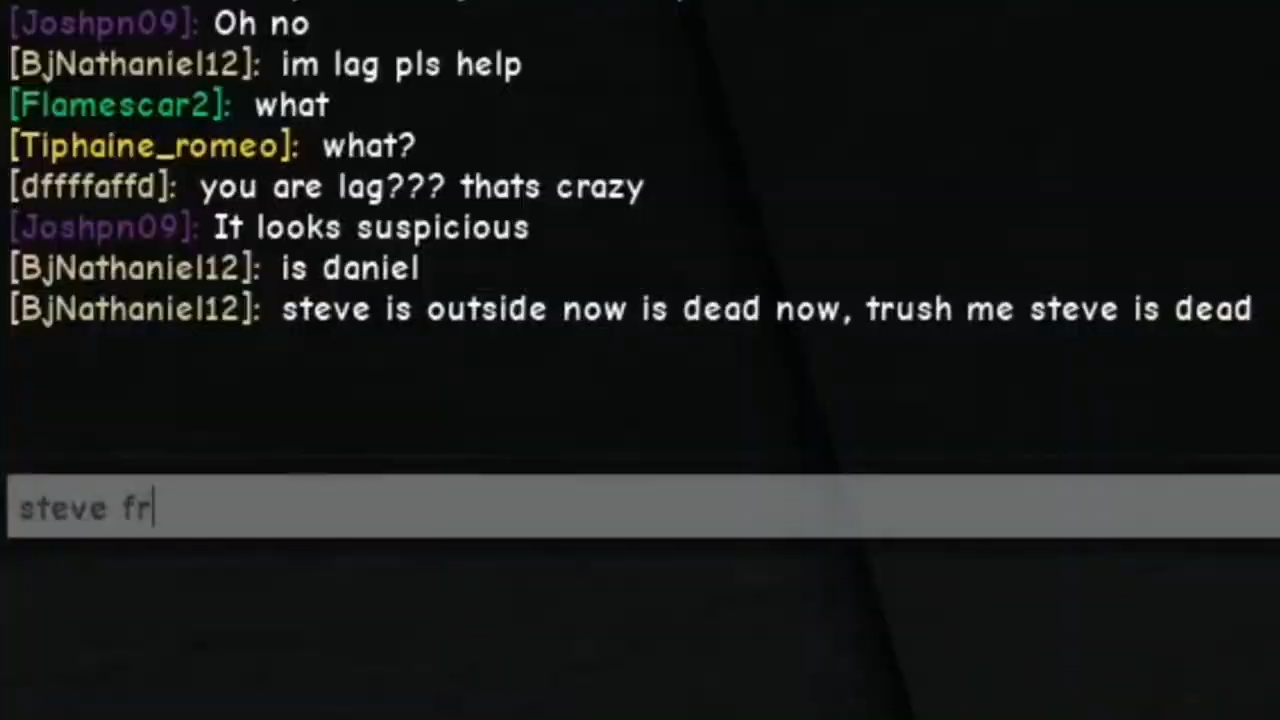 [Joshpn09]: Oh no
[BjNathaniel12]: im lag pls help
[Flamescar2]: what
[Tiphaine_romeo]: what?
[dffffaffd]: you are lag??? thats crazy
[Joshpn09]: It looks suspicious
[BjNathaniel12]: is daniel
[BjNathaniel12]: steve is outside now is dead now, trush me steve is dead
steve fr